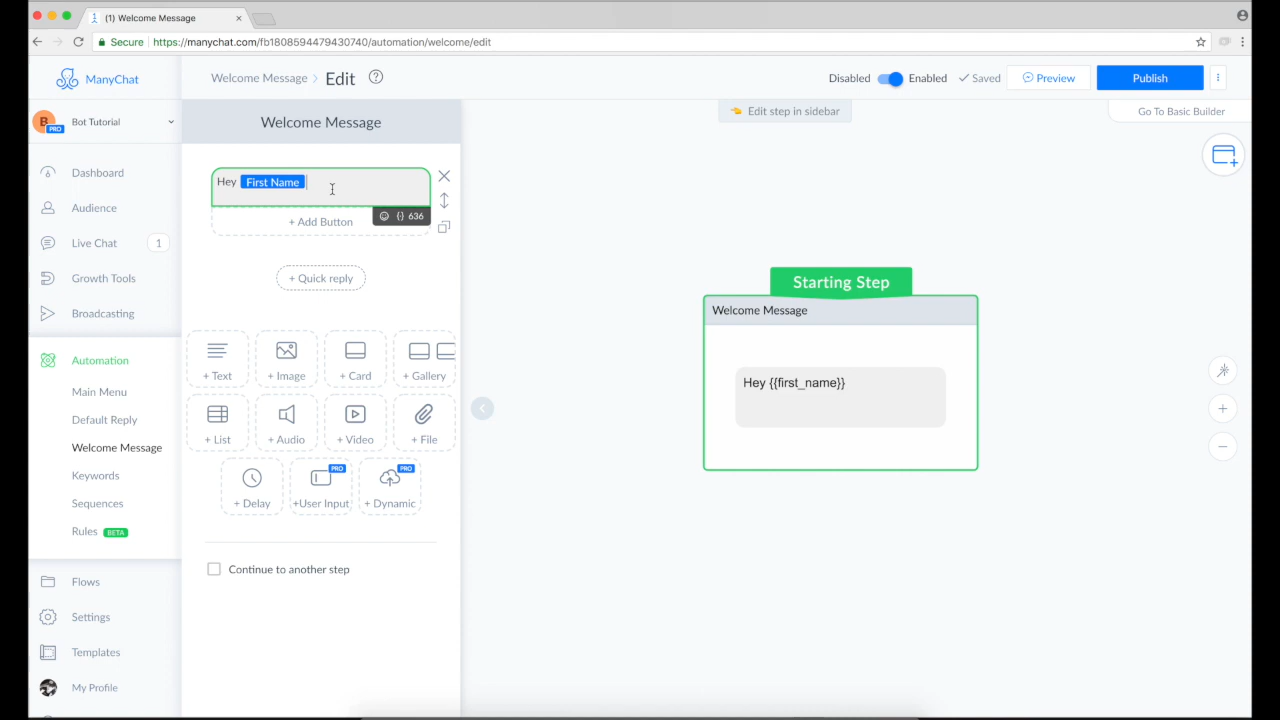 (1) Welcome Message
Secure https://manychat.com/fb1808594479430740/automation/welcome/edit
ManyChat
Welcome Message > Edit ?
Disabled Enabled Saved Preview Publish
B PRO Bot Tutorial
Welcome Message
Edit step in sidebar
Go To Basic Builder
Dashboard
Audience
Live Chat 1
Growth Tools
Broadcasting
Automation
Main Menu
Default Reply
Welcome Message
Keywords
Sequences
Rules BETA
Flows
Settings
Templates
My Profile
Hey First Name
{} 636
+ Add Button
+ Quick reply
+ Text + Image + Card + Gallery
+ List + Audio + Video + File
PRO PRO
+ Delay +User Input + Dynamic
Continue to another step
Starting Step
Welcome Message
Hey {{first_name}}